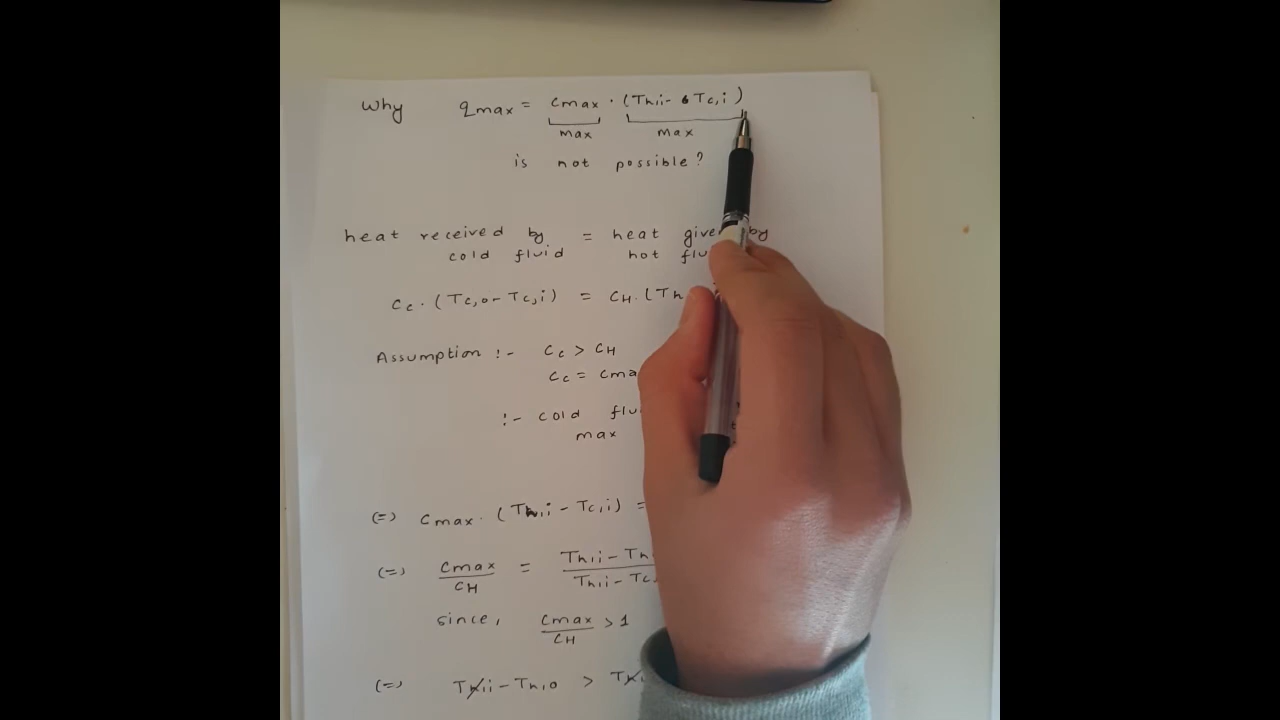 Why qmax = cmax · (Th,i - Tc,i)
max max
is not possible?
heat received by = heat given by
cold fluid hot
Cc · (Tc,o - Tc,i) = CH · (Th
Assumption :- Cc > CH
Cc =
:- cold
max
(=) Cmax · (Th,i - Tc,i) =
(=) Cmax/CH = Th,i - Th / Th,i - Tc
since, Cmax/CH > 1
(=) Th,i - Th,o >